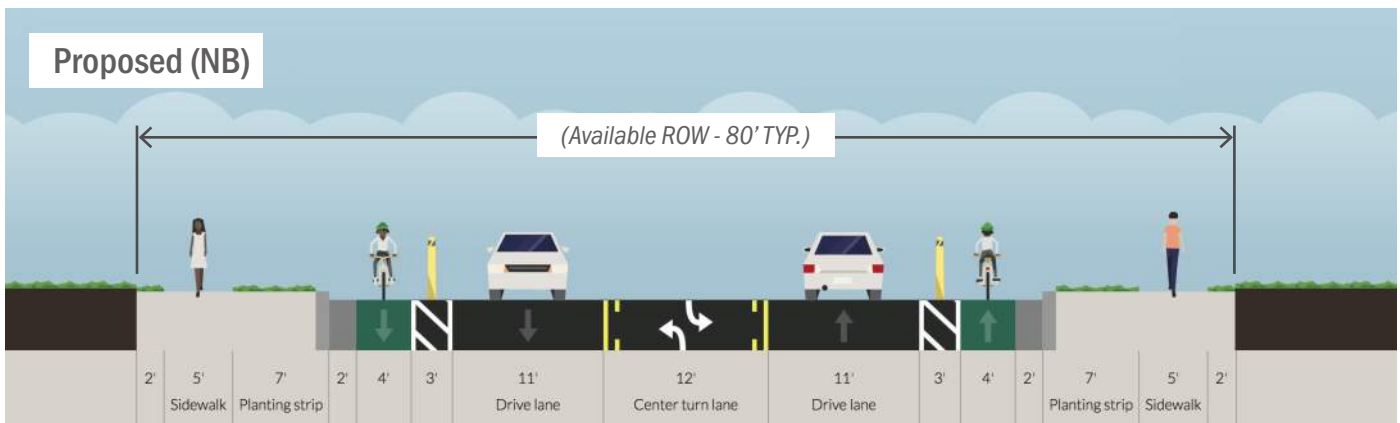 Proposed (NB)
(Available ROW - 80’ TYP.)
2' 5' 7' 2' 4' 3' 11' 12' 11' 3' 4' 2' 7' 5' 2'
Sidewalk Planting strip Drive lane Center turn lane Drive lane Planting strip Sidewalk